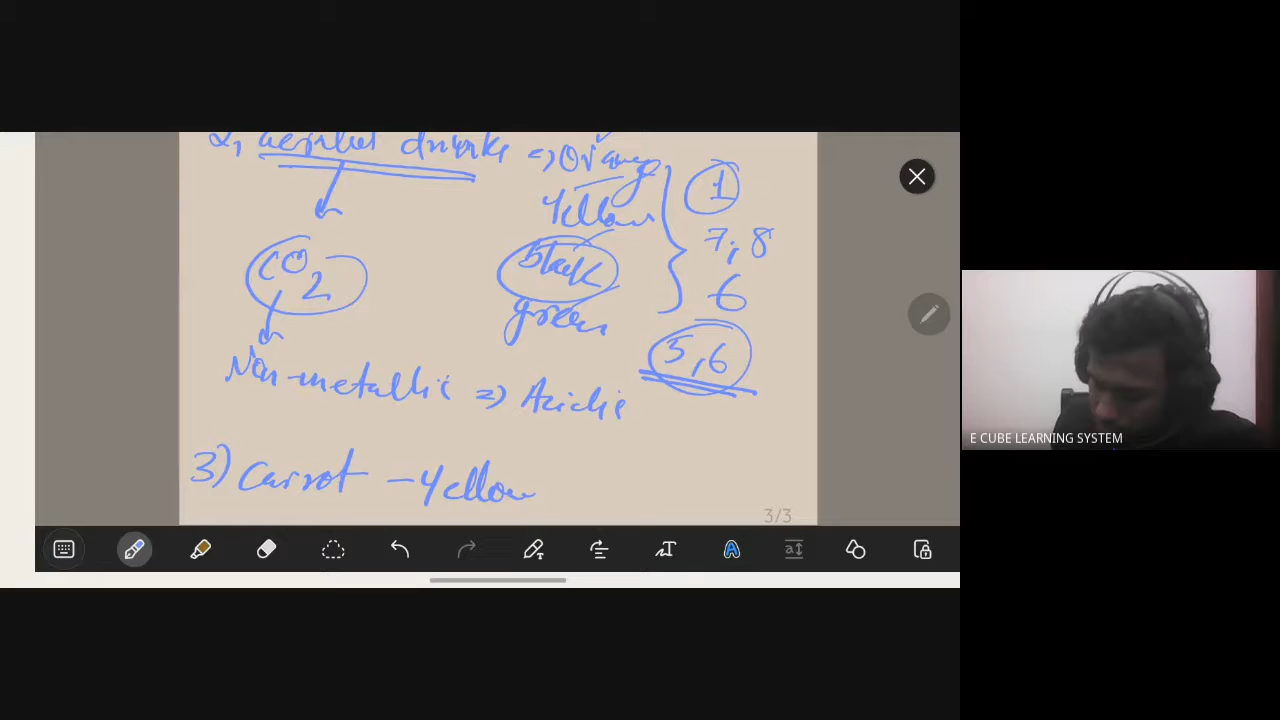 2, aerated drinks => Orange
Yellow
black
green
1
7, 8
6
5, 6
CO2
Non-metallic => Acidic
3) Carrot - Yellow
3/3
E CUBE LEARNING SYSTEM